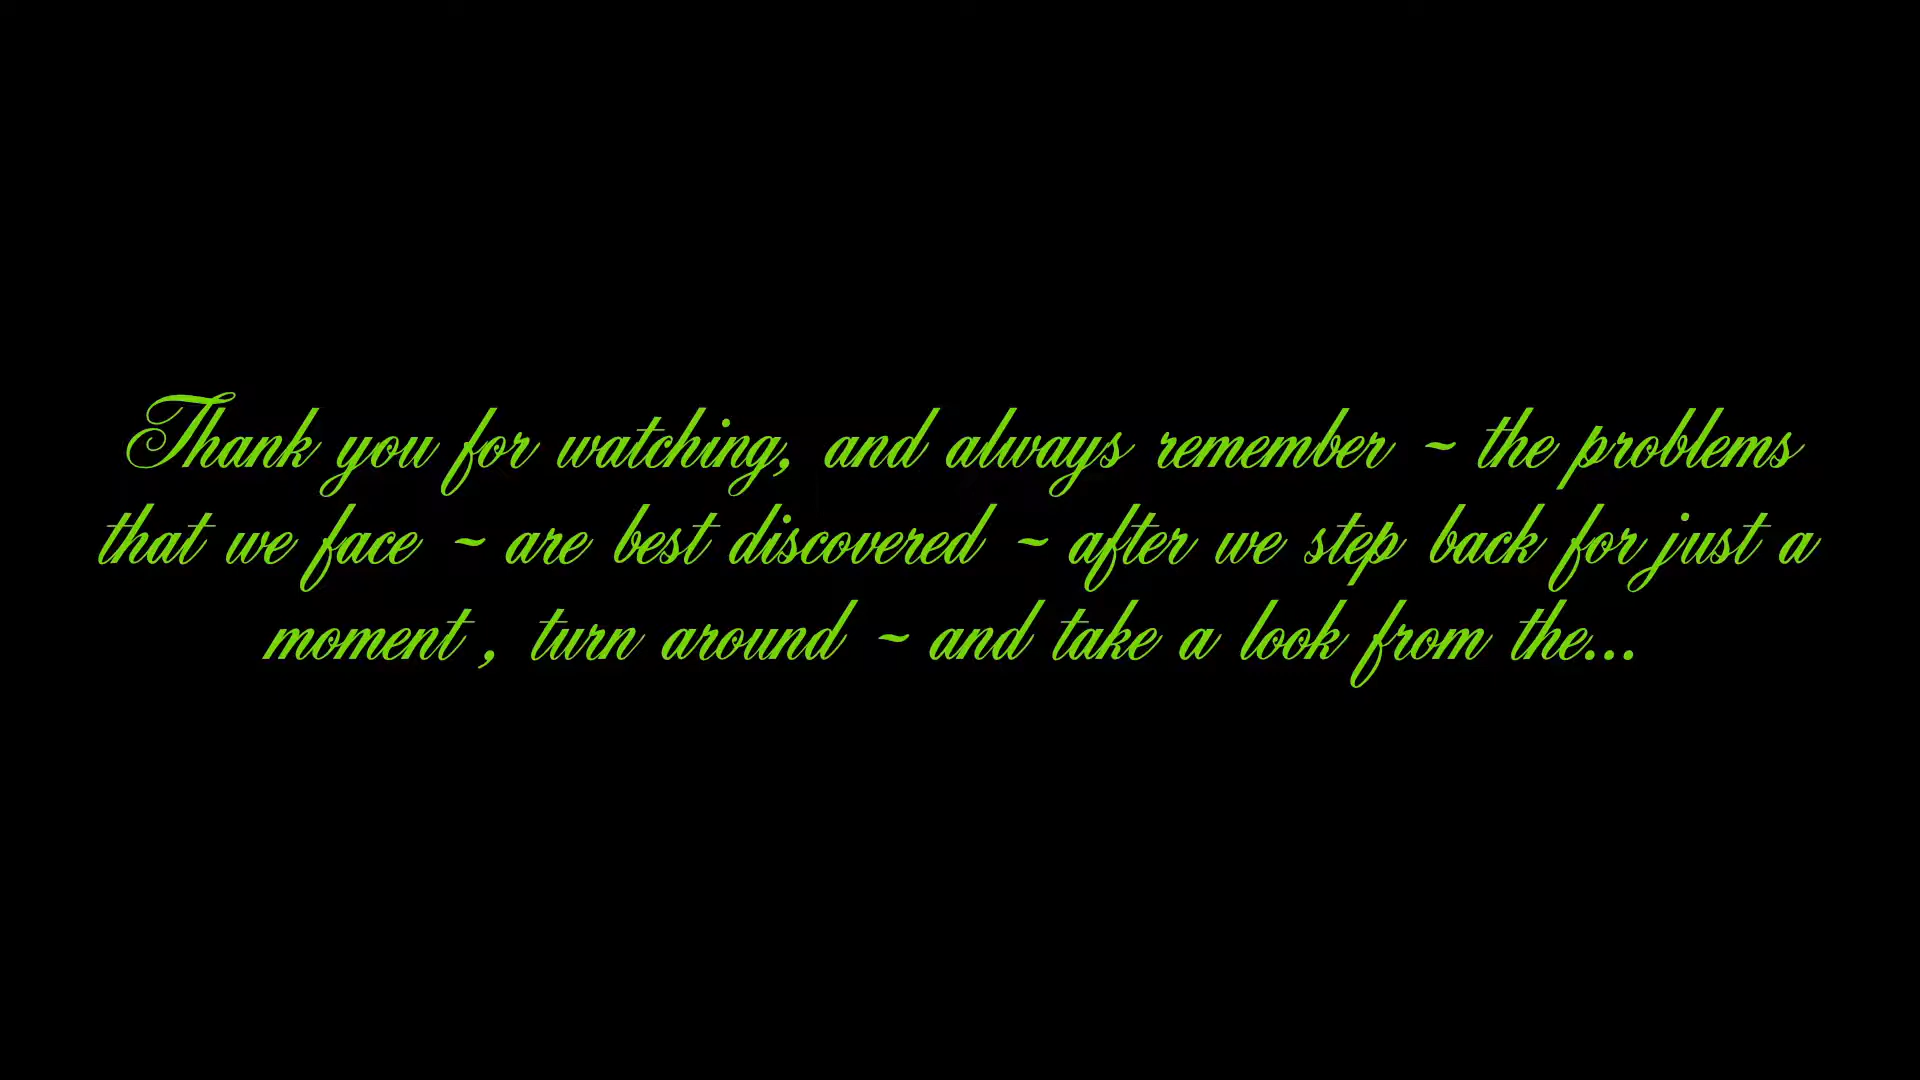 Thank you for watching, and always remember ~ the problems
that we face ~ are best discovered ~ after we step back for just a
moment , turn around ~ and take a look from the...